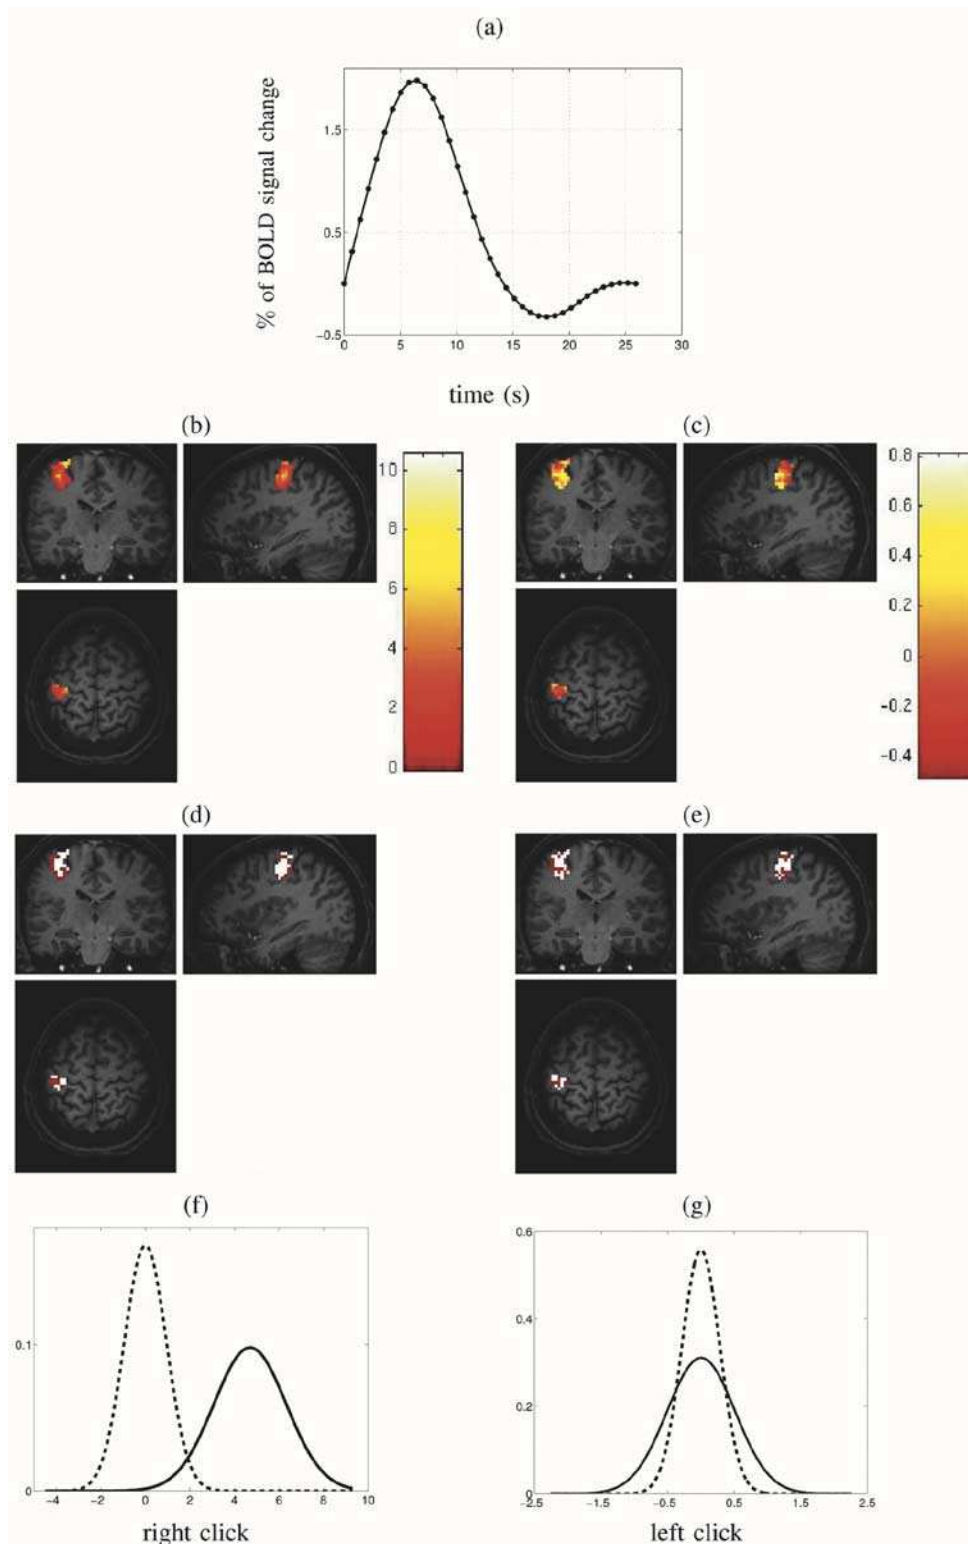 (a)
% of BOLD signal change
1.5
0.5
-0.5
0 5 10 15 20 25 30
time (s)
(b) (c)
10
8
6
4
2
0
0.8
0.6
0.4
0.2
0
-0.2
-0.4
(d) (e)
(f) (g)
-4 -2 0 2 4 6 8 10
0.1
0
0.6
0.4
0.2
0
-2.5 -1.5 -0.5 0.5 1.5 2.5
right click left click